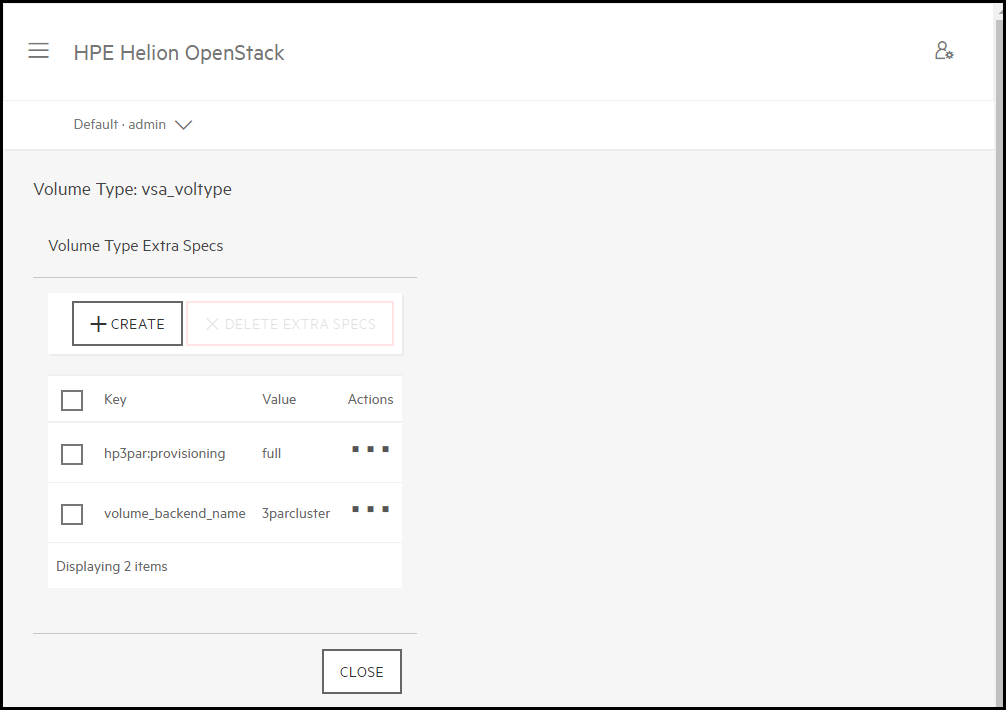 HPE Helion OpenStack
Default · admin
Volume Type: vsa_voltype
Volume Type Extra Specs
CREATE DELETE EXTRA SPECS
Key Value Actions
hp3par:provisioning full
volume_backend_name 3parcluster
Displaying 2 items
CLOSE